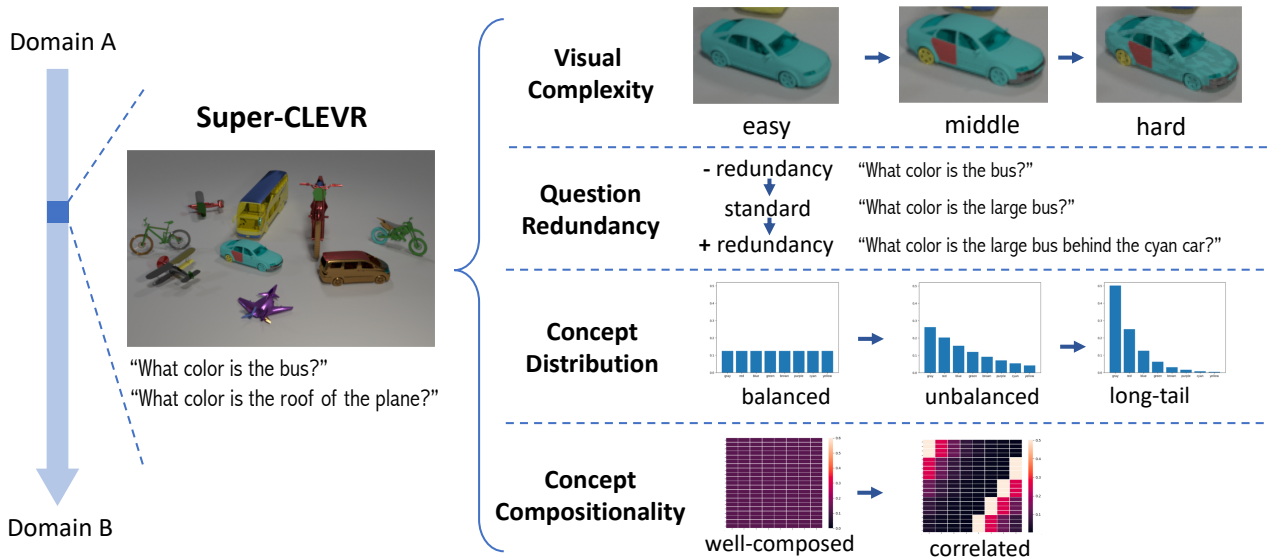 Domain A
Super-CLEVR
“What color is the bus?”
“What color is the roof of the plane?”
Domain B
Visual
Complexity
easy
middle
hard
Question
Redundancy
- redundancy
“What color is the bus?”
standard
“What color is the large bus?”
+ redundancy
“What color is the large bus behind the cyan car?”
Concept
Distribution
balanced
unbalanced
long-tail
Concept
Compositionality
well-composed
correlated